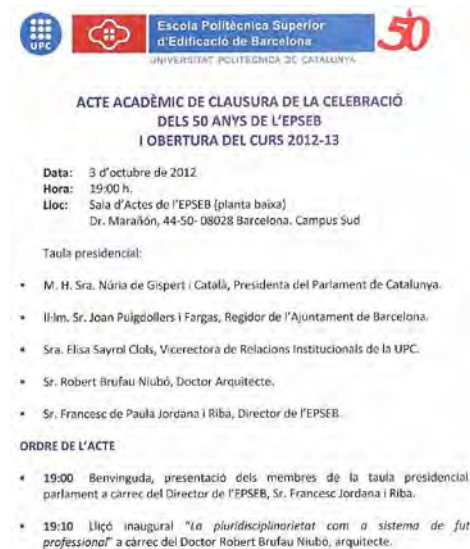 UPC
Escola Politècnica Superior
d'Edificació de Barcelona
UNIVERSITAT POLITÈCNICA DE CATALUNYA
50
ACTE ACADÈMIC DE CLAUSURA DE LA CELEBRACIÓ
DELS 50 ANYS DE L'EPSEB
I OBERTURA DEL CURS 2012-13
Data: 3 d'octubre de 2012
Hora: 19:00 h.
Lloc: Sala d'Actes de l'EPSEB (planta baixa)
Dr. Marañón, 44-50- 08028 Barcelona. Campus Sud
Taula presidencial:
• M. H. Sra. Núria de Gispert i Català, Presidenta del Parlament de Catalunya.
• Il·lm. Sr. Joan Puigdollers i Fargas, Regidor de l'Ajuntament de Barcelona.
• Sra. Elisa Sayrol Clols, Vicerectora de Relacions Institucionals de la UPC.
• Sr. Robert Brufau Niubó, Doctor Arquitecte.
• Sr. Francesc de Paula Jordana i Riba, Director de l'EPSEB.
ORDRE DE L'ACTE
• 19:00 Benvinguda, presentació dels membres de la taula presidencial
parlament a càrrec del Director de l'EPSEB, Sr. Francesc Jordana i Riba.
• 19:10 Lliçó inaugural "La pluridisciplinarietat com a sistema de fut
professional" a càrrec del Doctor Robert Brufau Niubó, arquitecte.